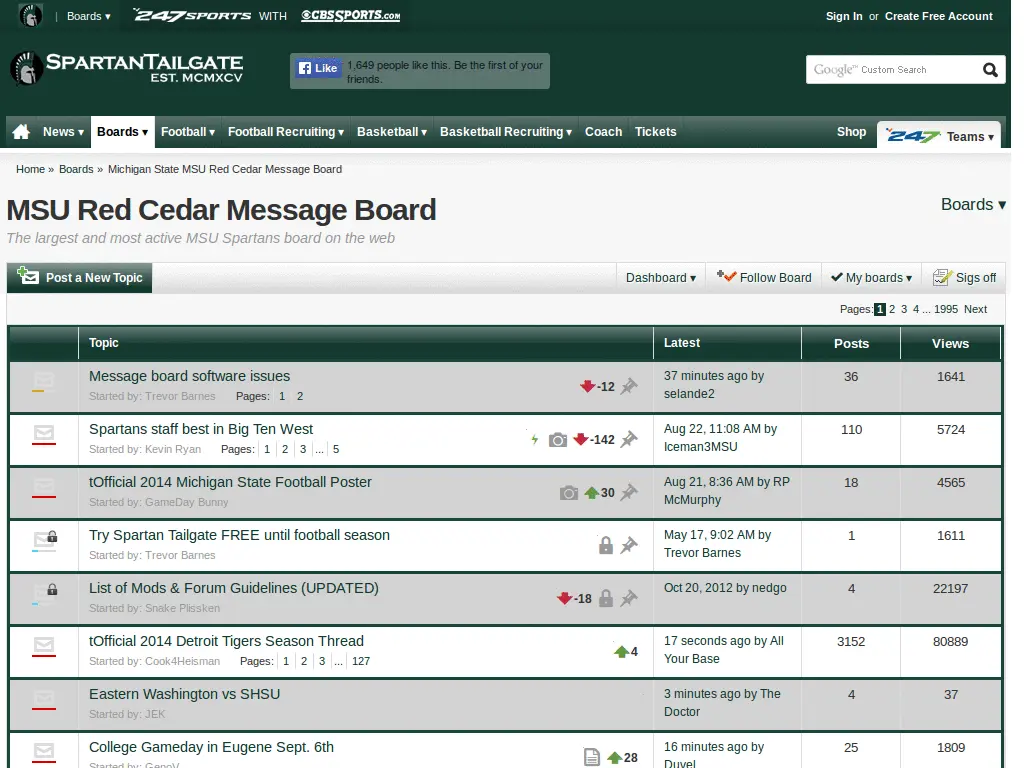 Boards ▾ 247SPORTS WITH CBSSPORTS.COM Sign In or Create Free Account
SPARTANTAILGATE
EST. MCMXCV
Like 1,649 people like this. Be the first of your friends.
Google™ Custom Search
News ▾ Boards ▾ Football ▾ Football Recruiting ▾ Basketball ▾ Basketball Recruiting ▾ Coach Tickets Shop 247 Teams ▾
Home » Boards » Michigan State MSU Red Cedar Message Board
MSU Red Cedar Message Board Boards ▾
The largest and most active MSU Spartans board on the web
Post a New Topic Dashboard ▾ Follow Board My boards ▾ Sigs off
Pages: 1 2 3 4 ... 1995 Next
Topic Latest Posts Views
Message board software issues -12 37 minutes ago by selande2 36 1641
Started by: Trevor Barnes Pages: 1 2
Spartans staff best in Big Ten West -142 Aug 22, 11:08 AM by Iceman3MSU 110 5724
Started by: Kevin Ryan Pages: 1 2 3 ... 5
tOfficial 2014 Michigan State Football Poster 30 Aug 21, 8:36 AM by RP McMurphy 18 4565
Started by: GameDay Bunny
Try Spartan Tailgate FREE until football season May 17, 9:02 AM by Trevor Barnes 1 1611
Started by: Trevor Barnes
List of Mods & Forum Guidelines (UPDATED) -18 Oct 20, 2012 by nedgo 4 22197
Started by: Snake Plissken
tOfficial 2014 Detroit Tigers Season Thread 4 17 seconds ago by All Your Base 3152 80889
Started by: Cook4Heisman Pages: 1 2 3 ... 127
Eastern Washington vs SHSU 3 minutes ago by The Doctor 4 37
Started by: JEK
College Gameday in Eugene Sept. 6th 28 16 minutes ago by Duvel 25 1809
Started by: GenoV